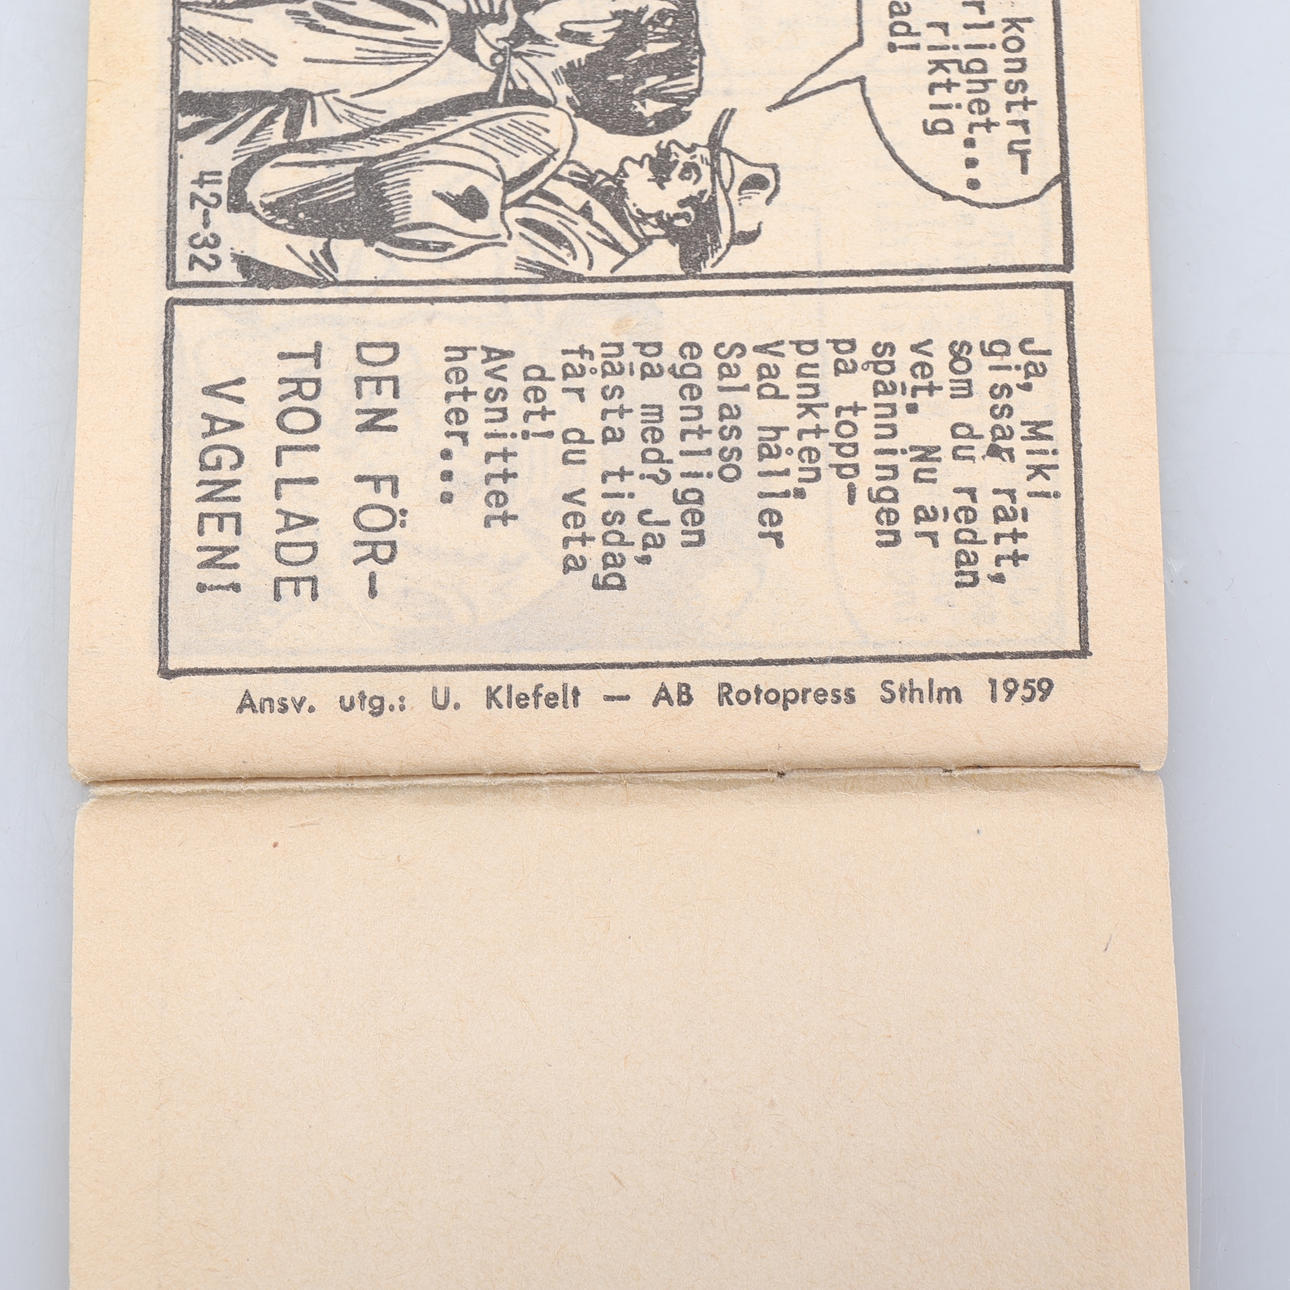 konstru-
rlighet...
riktig
ad!
42-32
Ja, Miki
gissar rätt,
som du redan
vet. Nu är
spänningen
på topp-
punkten.
Vad håller
Salasso
egentligen
på med? Ja,
nästa tisdag
får du veta
det!
Avsnittet
heter...
DEN FÖR-
TROLLADE
VAGNEN!
Ansv. utg.: U. Klefelt — AB Rotopress Sthlm 1959